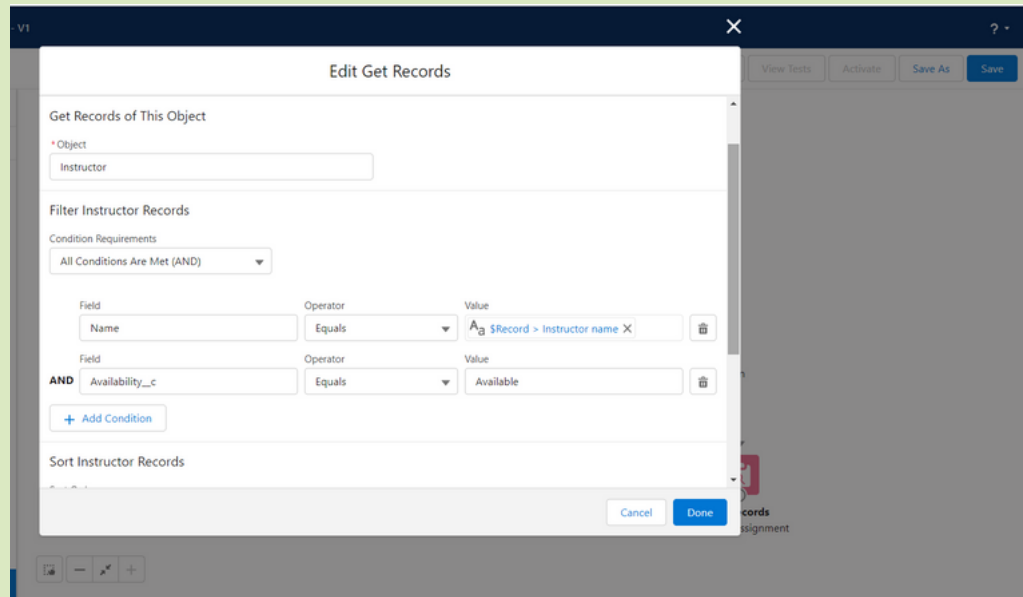 - V1
?
Edit Get Records
View Tests
Activate
Save As
Save
Get Records of This Object
* Object
Instructor
Filter Instructor Records
Condition Requirements
All Conditions Are Met (AND)
Field Operator Value
Name Equals Aa $Record > Instructor name X
Field Operator Value
AND Availability__c Equals Available
+ Add Condition
Sort Instructor Records
Cancel Done
cords
ssignment